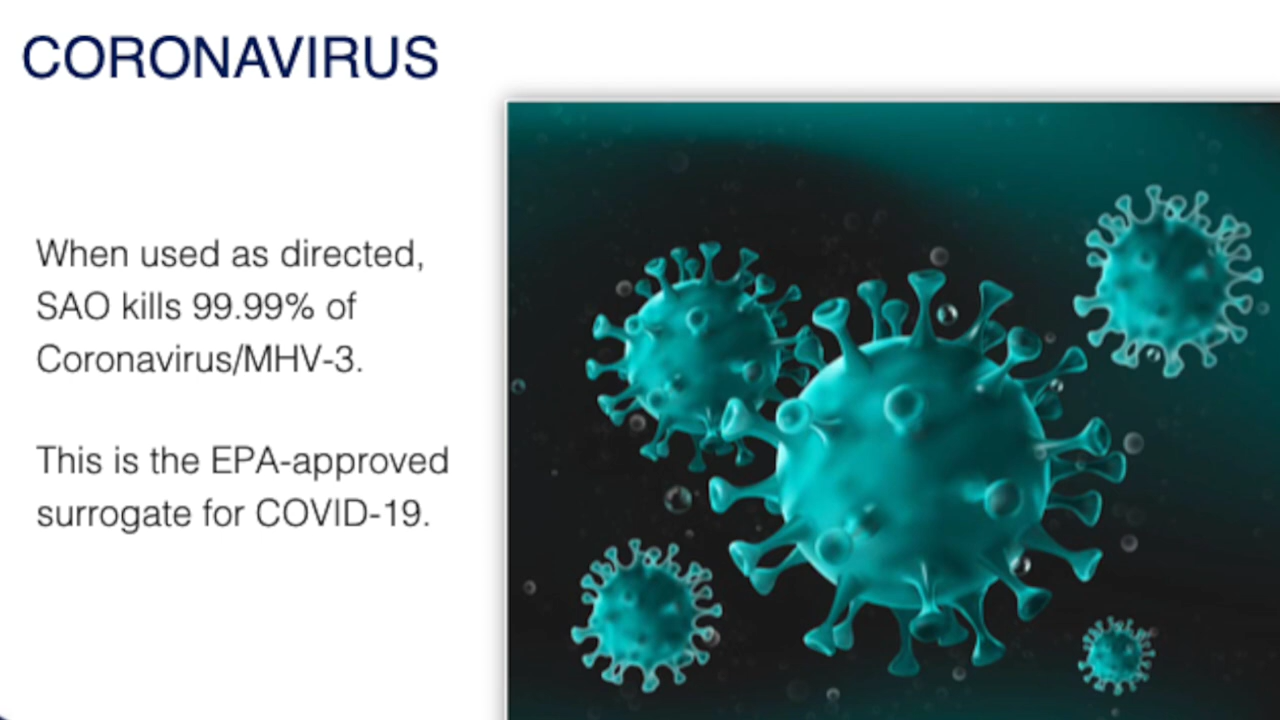 CORONAVIRUS
When used as directed,
SAO kills 99.99% of
Coronavirus/MHV-3.
This is the EPA-approved
surrogate for COVID-19.